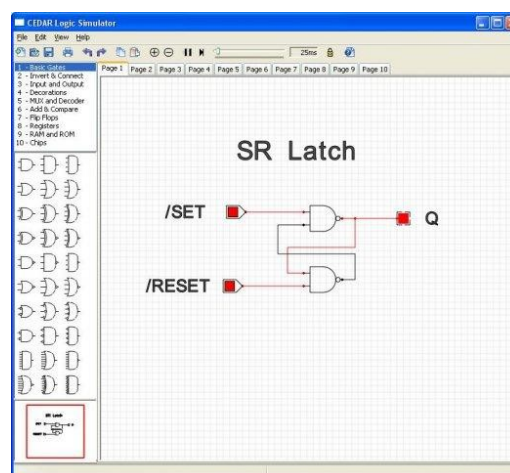 CEDAR Logic Simulator
File Edit View Help
25ms
1 - Basic Gates
2 - Invert & Connect
3 - Input and Output
4 - Decorations
5 - MUX and Decoder
6 - Add & Compare
7 - Flip Flops
8 - Registers
9 - RAM and ROM
10 - Chips
Page 1 Page 2 Page 3 Page 4 Page 5 Page 6 Page 7 Page 8 Page 9 Page 10
SR Latch
/SET
Q
/RESET
SR Latch